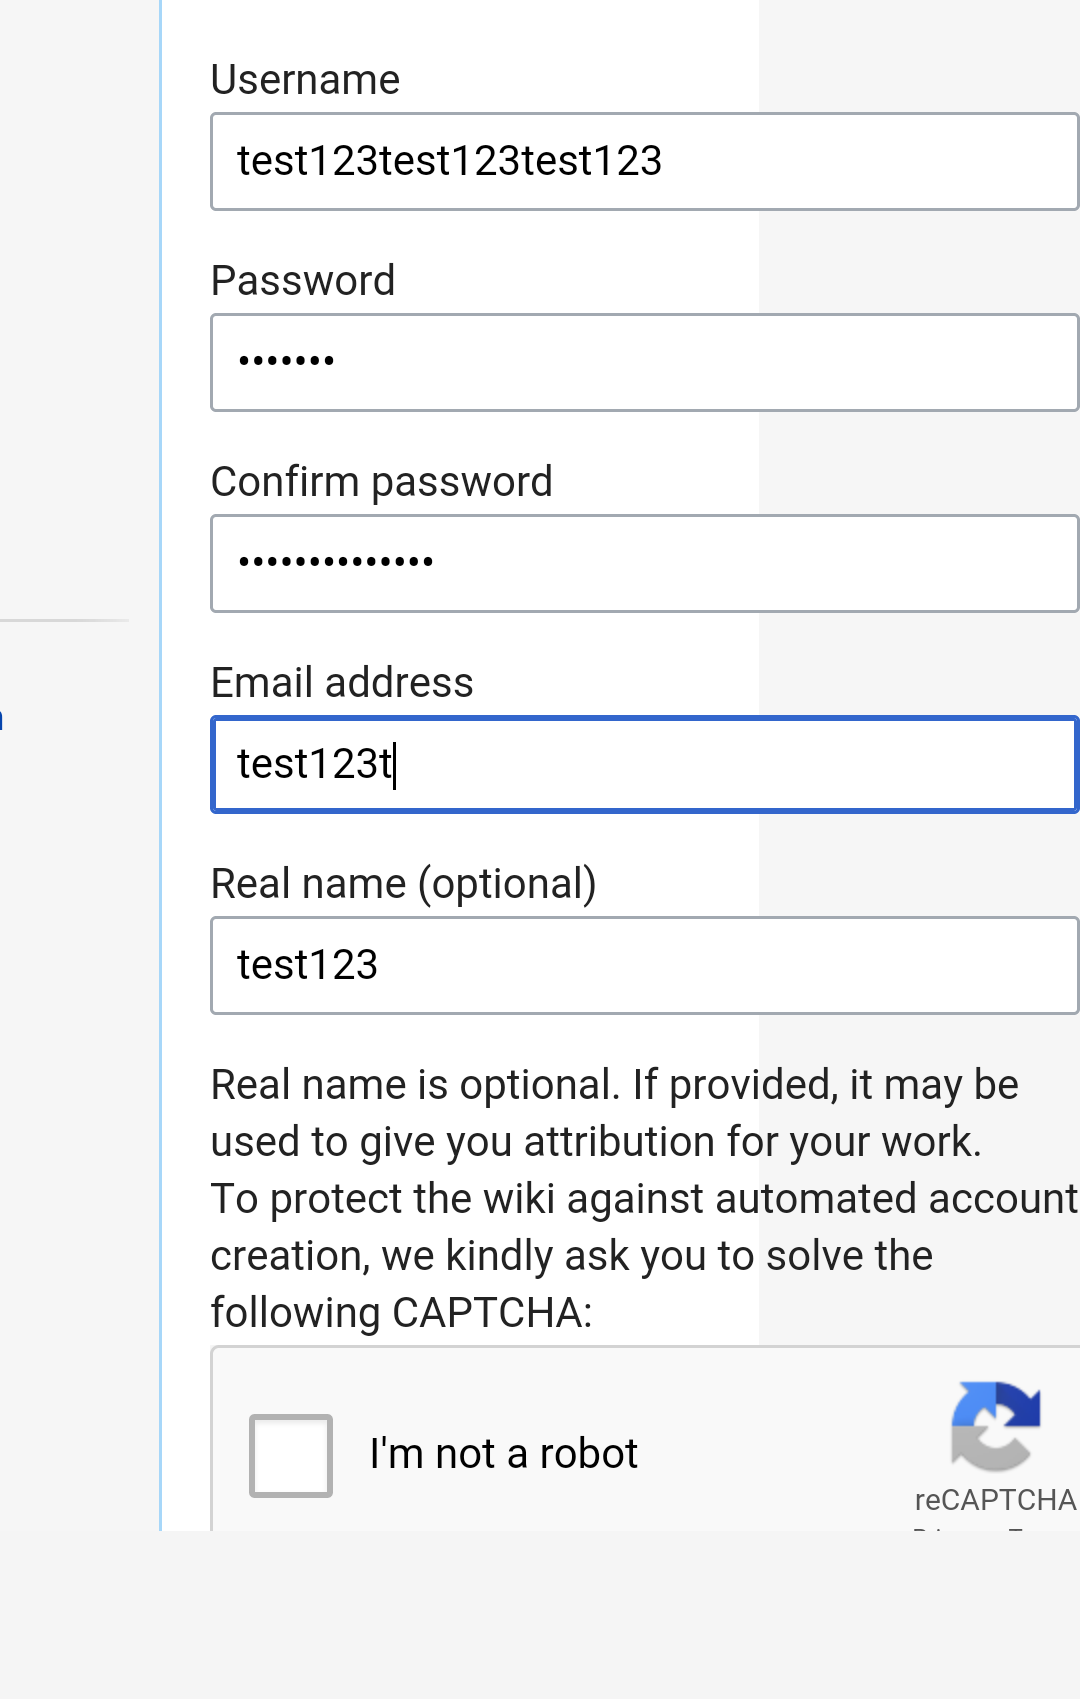 Username
test123test123test123
Password
•••••••
Confirm password
••••••••••••••
Email address
test123t
Real name (optional)
test123
Real name is optional. If provided, it may be
used to give you attribution for your work.
To protect the wiki against automated account
creation, we kindly ask you to solve the
following CAPTCHA:
I'm not a robot
reCAPTCHA